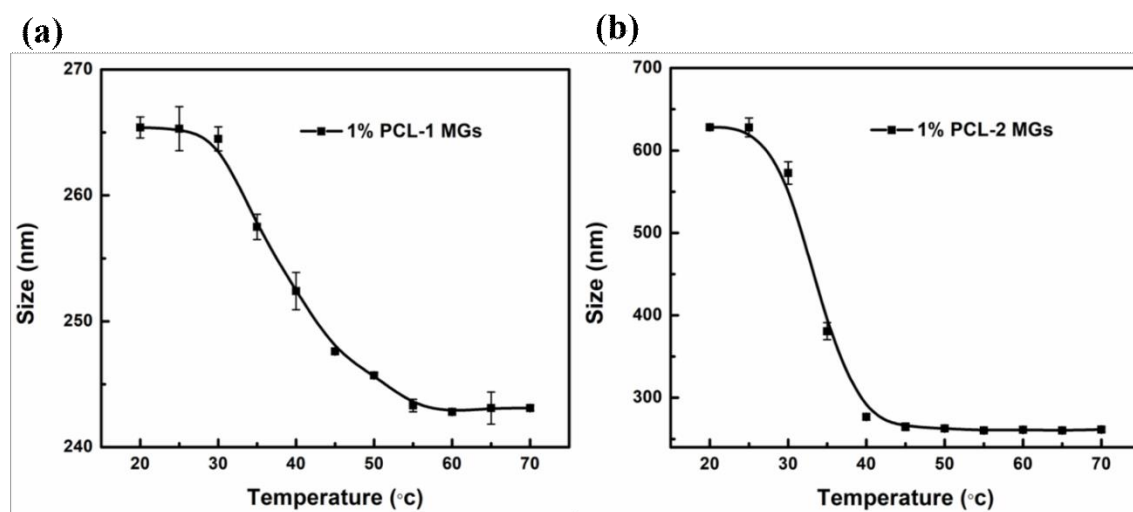 (a)
(b)
270
260
250
240
20 30 40 50 60 70
Size (nm)
Temperature (°c)
1% PCL-1 MGs
700
600
500
400
300
20 30 40 50 60 70
Size (nm)
Temperature (°c)
1% PCL-2 MGs